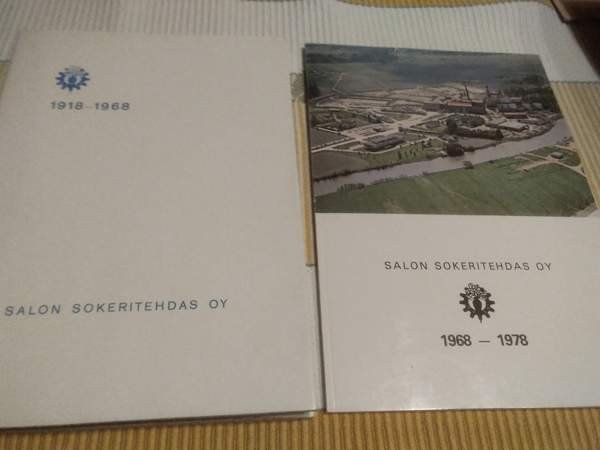 1918-1968
SALON SOKERITEHDAS OY
SALON SOKERITEHDAS OY
1968 — 1978